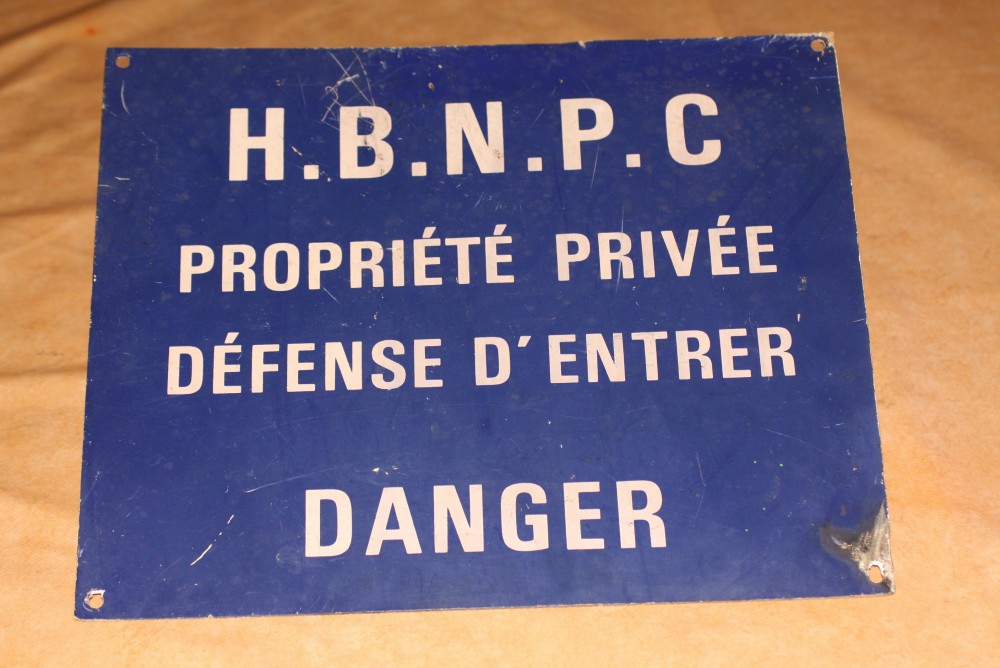 H.B.N.P.C
PROPRIÉTÉ PRIVÉE
DÉFENSE D'ENTRER
DANGER